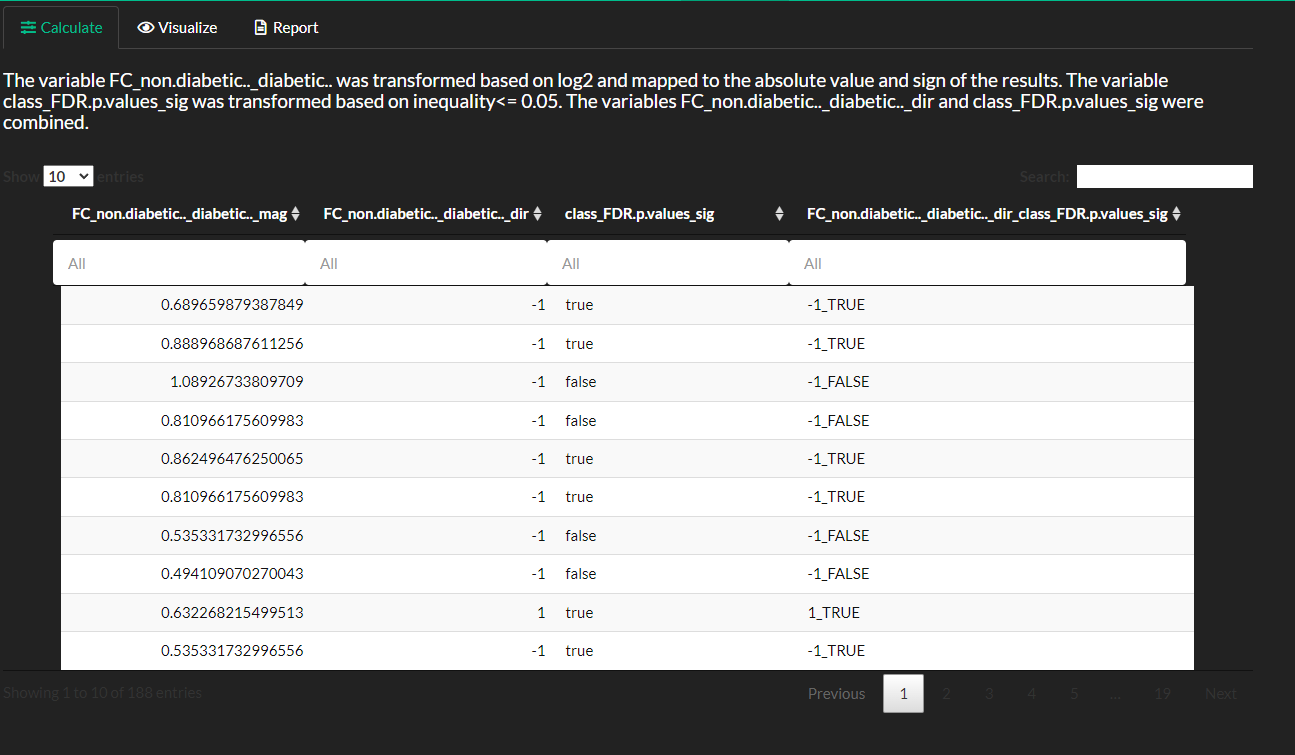 Calculate Visualize Report
The variable FC_non.diabetic.._diabetic.. was transformed based on log2 and mapped to the absolute value and sign of the results. The variable
class_FDR.p.values_sig was transformed based on inequality<= 0.05. The variables FC_non.diabetic.._diabetic.._dir and class_FDR.p.values_sig were
combined.
Show 10 entries Search:
FC_non.diabetic.._diabetic.._mag FC_non.diabetic.._diabetic.._dir class_FDR.p.values_sig FC_non.diabetic.._diabetic.._dir_class_FDR.p.values_sig
All All All All
0.689659879387849 -1 true -1_TRUE
0.888968687611256 -1 true -1_TRUE
1.08926733809709 -1 false -1_FALSE
0.810966175609983 -1 false -1_FALSE
0.862496476250065 -1 true -1_TRUE
0.810966175609983 -1 true -1_TRUE
0.535331732996556 -1 false -1_FALSE
0.494109070270043 -1 false -1_FALSE
0.632268215499513 1 true 1_TRUE
0.535331732996556 -1 true -1_TRUE
Showing 1 to 10 of 188 entries Previous 1 2 3 4 5 ... 19 Next